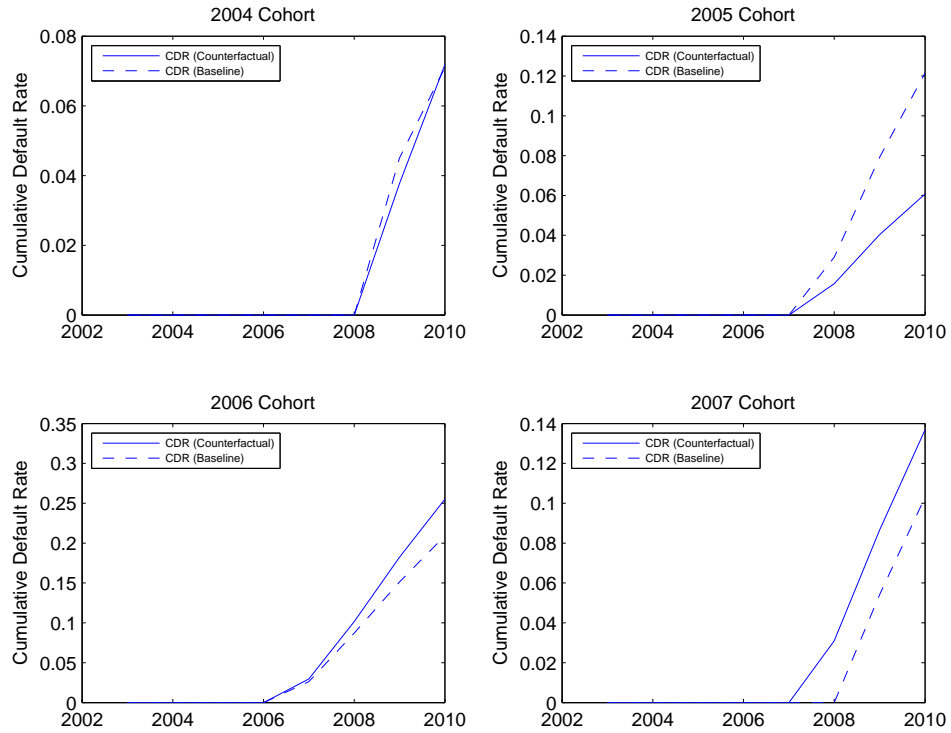 2004 Cohort
0.08
0.06
0.04
0.02
0
Cumulative Default Rate
CDR (Counterfactual)
CDR (Baseline)
2002 2004 2006 2008 2010
2005 Cohort
0.14
0.12
0.1
0.08
0.06
0.04
0.02
0
Cumulative Default Rate
CDR (Counterfactual)
CDR (Baseline)
2002 2004 2006 2008 2010
2006 Cohort
0.35
0.3
0.25
0.2
0.15
0.1
0.05
0
Cumulative Default Rate
CDR (Counterfactual)
CDR (Baseline)
2002 2004 2006 2008 2010
2007 Cohort
0.14
0.12
0.1
0.08
0.06
0.04
0.02
0
Cumulative Default Rate
CDR (Counterfactual)
CDR (Baseline)
2002 2004 2006 2008 2010